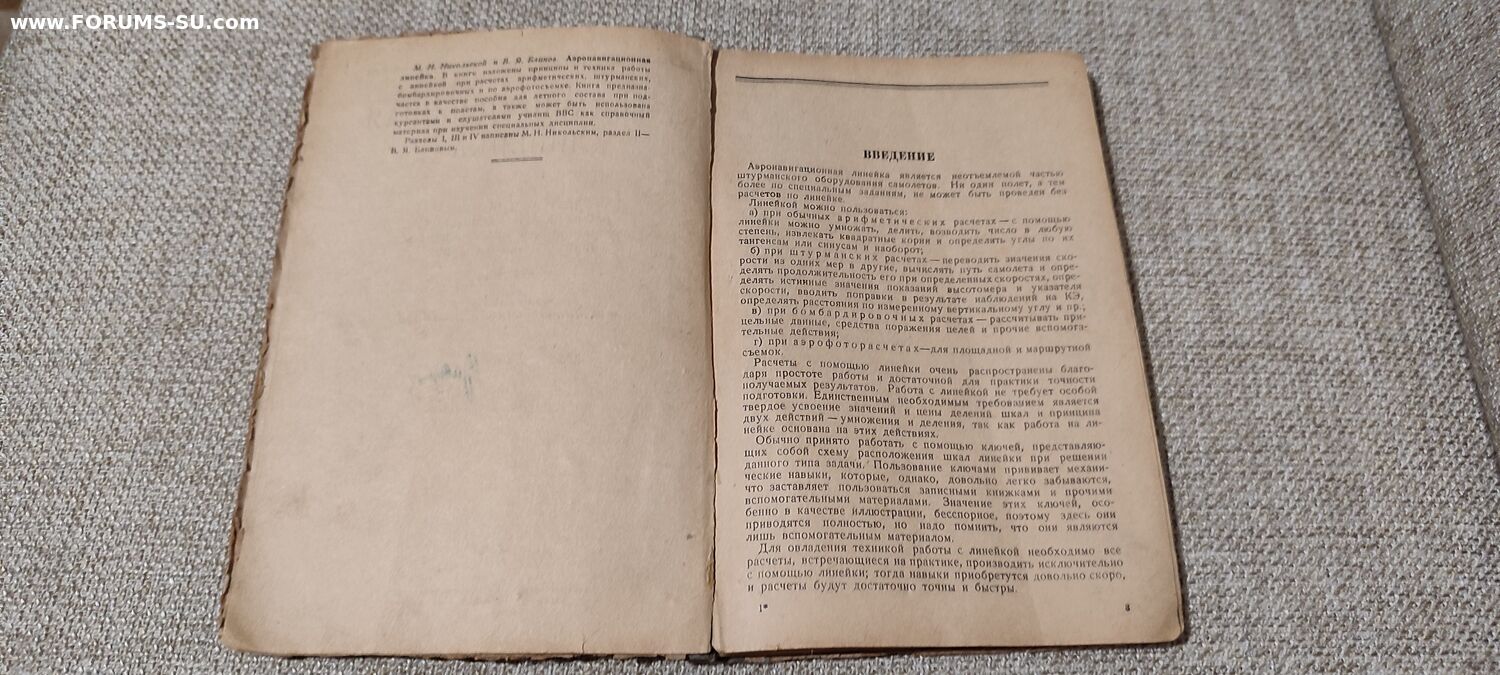 www.FORUMS-SU.com
М. Н. Никольский и В. Я. Блинов. Аэронавигационная
линейка. В книге изложены принципы и техника работы
с линейкой при расчетах арифметических, штурманских,
бомбардировочных и по аэрофотосъемке. Книга предназна-
чается в качестве пособия для летного состава при под-
готовках к полетам, а также может быть использована
курсантами и слушателями училищ ВВС как справочный
материал при изучении специальных дисциплин.
Разделы I, III и IV написаны М. Н. Никольским, раздел II—
В. Я. Блиновым.
ВВЕДЕНИЕ
Аэронавигационная линейка является неотъемлемой частью
штурманского оборудования самолетов. Ни один полет, а тем
более по специальным заданиям, не может быть проведен без
расчетов по линейке.
Линейкой можно пользоваться:
а) при обычных арифметических расчетах — с помощью
линейки можно умножать, делить, возводить число в любую
степень, извлекать квадратные корни и определять углы по их
тангенсам или синусам и наоборот;
б) при штурманских расчетах — переводить значения ско-
рости из одних мер в другие, вычислять путь самолета и опре-
делять продолжительность его при определенных скоростях, опре-
делять истинные значения показаний высотомера и указателя
скорости, вводить поправки в результате наблюдений на КЭ,
определять расстояния по измеренному вертикальному углу и пр.;
в) при бомбардировочных расчетах — рассчитывать при-
цельные данные, средства поражения целей и прочие вспомога-
тельные действия;
г) при аэрофоторасчетах—для площадной и маршрутной
съемок.
Расчеты с помощью линейки очень распространены благо-
даря простоте работы и достаточной для практики точности
получаемых результатов. Работа с линейкой не требует особой
подготовки. Единственным необходимым требованием является
твердое усвоение значений и цены делений шкал и принципа
двух действий — умножения и деления, так как работа на ли-
нейке основана на этих действиях.
Обычно принято работать с помощью ключей, представляю-
щих собой схему расположения шкал линейки при решении
данного типа задачи. Пользование ключами прививает механи-
ческие навыки, которые, однако, довольно легко забываются,
что заставляет пользоваться записными книжками и прочими
вспомогательными материалами. Значение этих ключей, осо-
бенно в качестве иллюстрации, бесспорное, поэтому здесь они
приводятся полностью, но надо помнить, что они являются
лишь вспомогательным материалом.
Для овладения техникой работы с линейкой необходимо все
расчеты, встречающиеся на практике, производить исключительно
с помощью линейки; тогда навыки приобретутся довольно скоро,
и расчеты будут достаточно точны и быстры.
1*
3